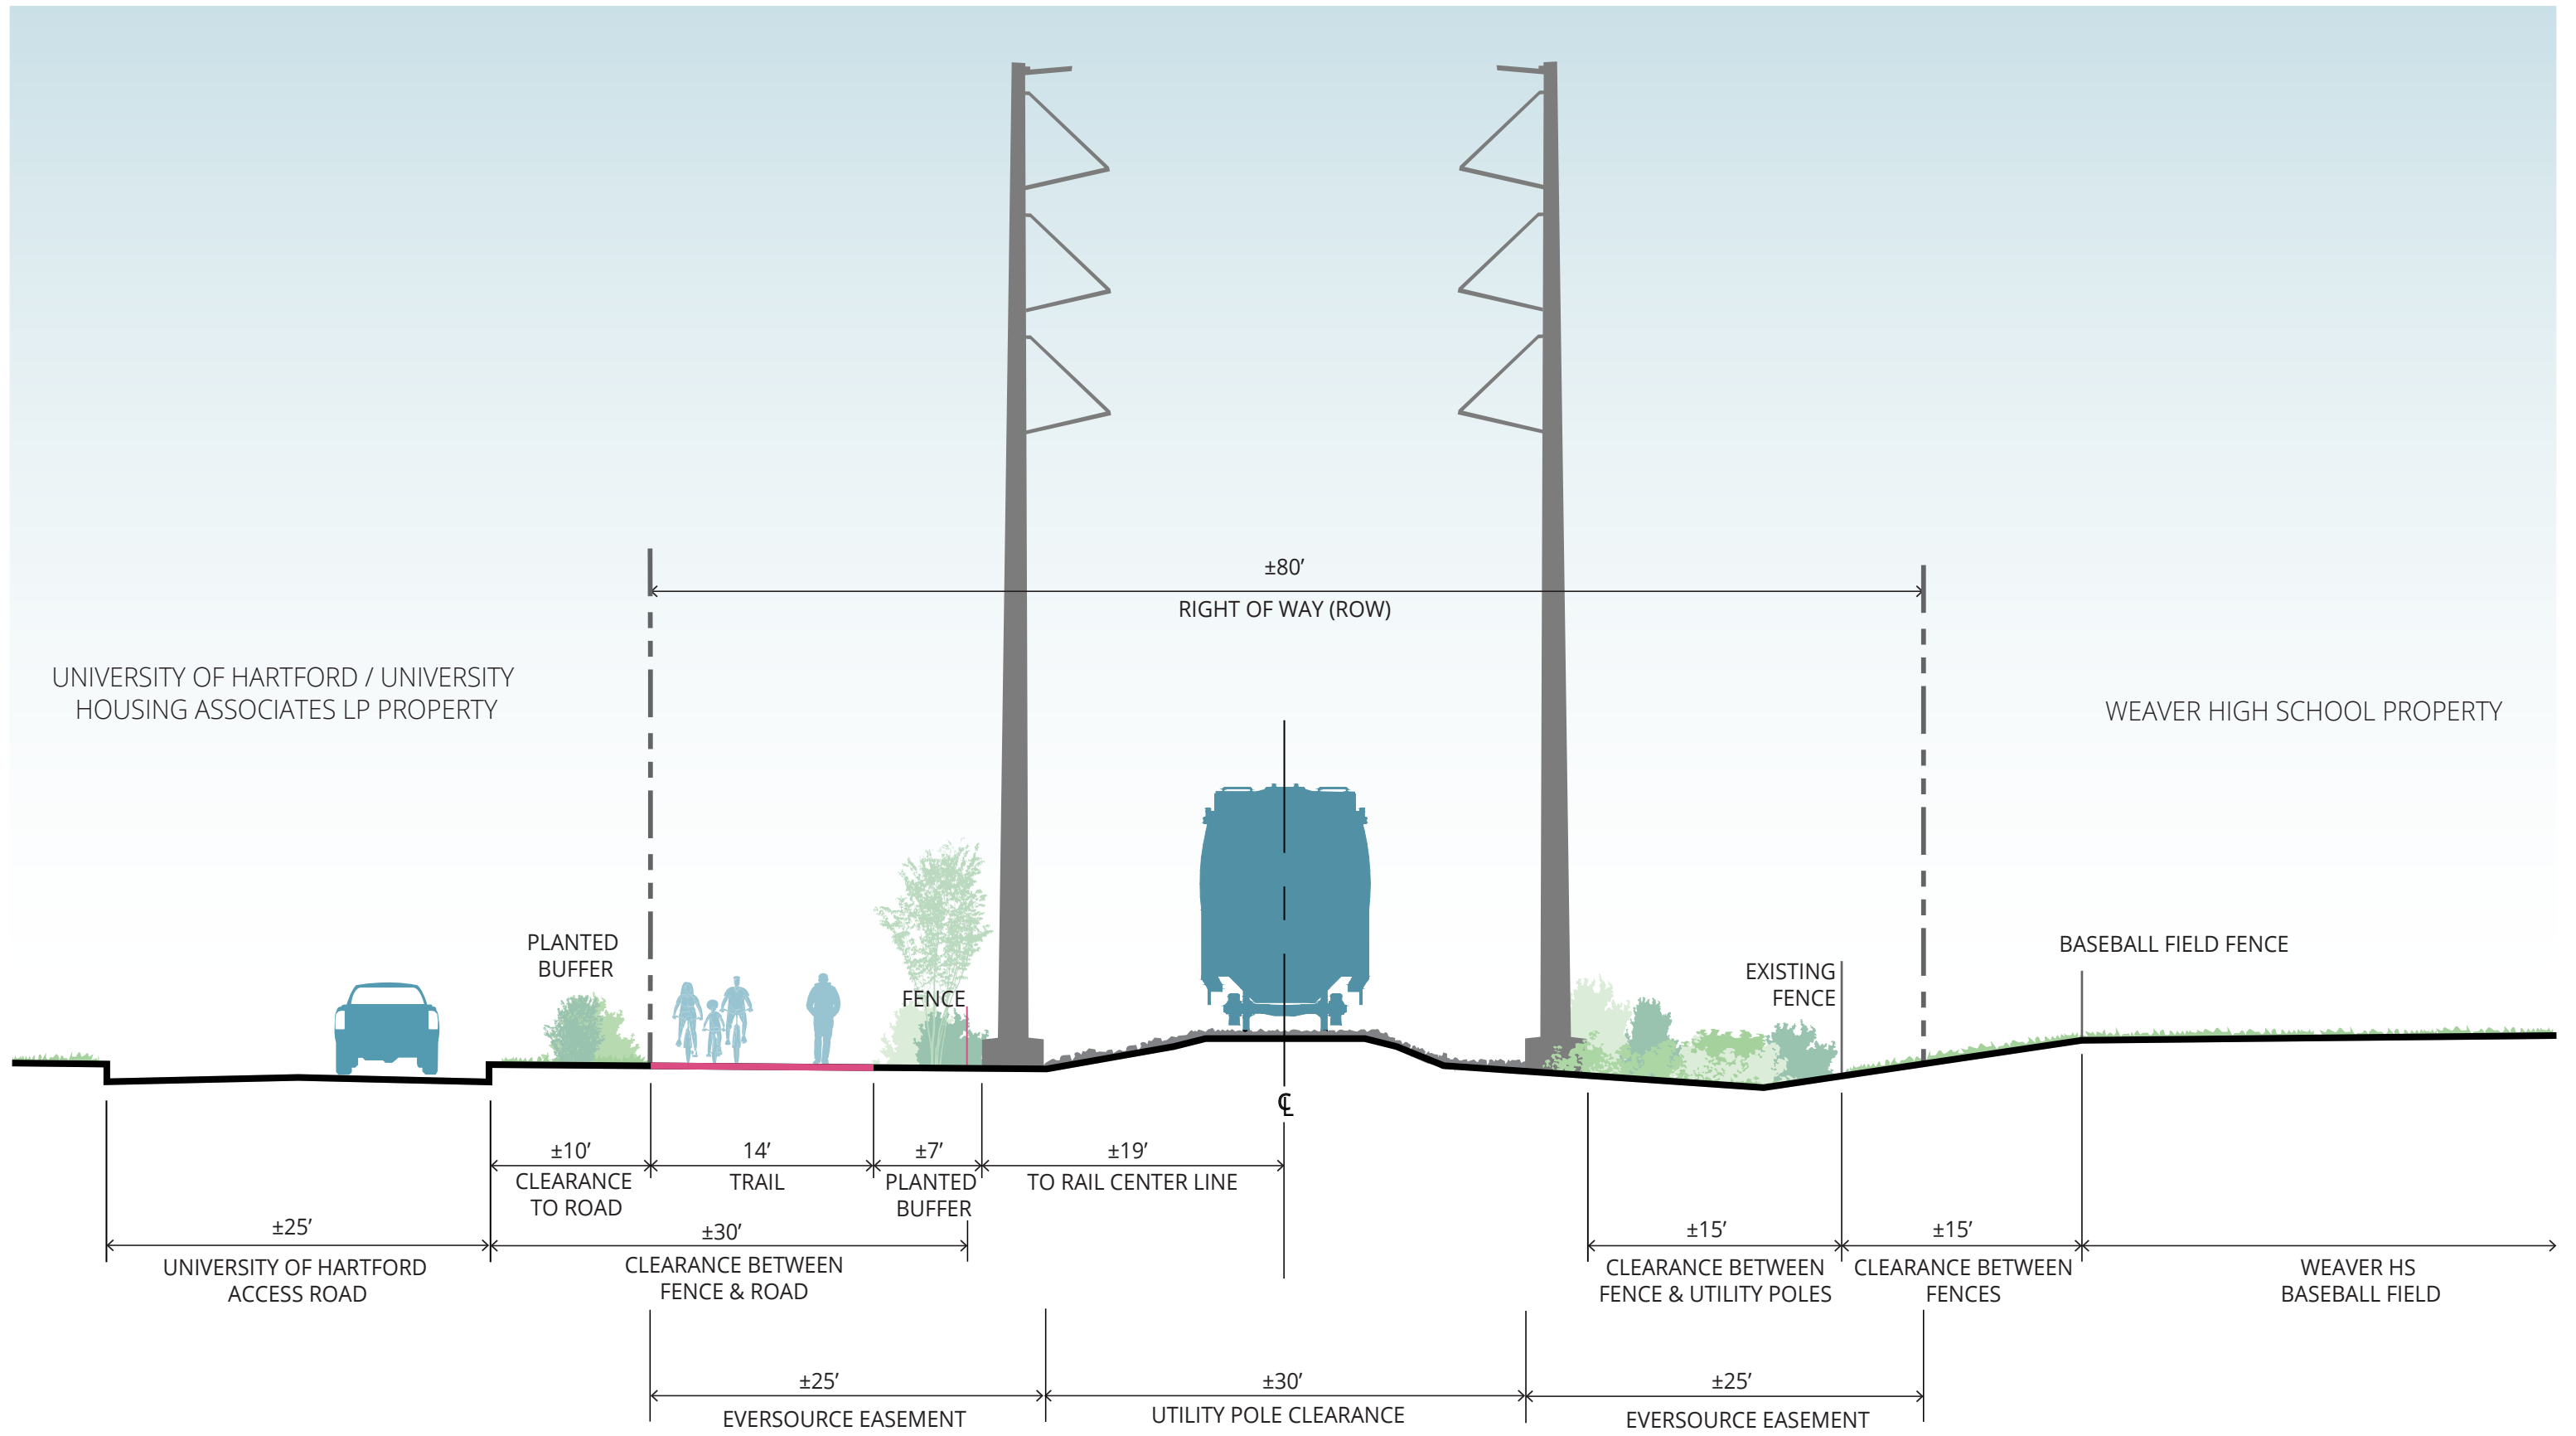 ±80’
RIGHT OF WAY (ROW)
UNIVERSITY OF HARTFORD / UNIVERSITY
HOUSING ASSOCIATES LP PROPERTY
WEAVER HIGH SCHOOL PROPERTY
PLANTED
BUFFER
FENCE
EXISTING
FENCE
BASEBALL FIELD FENCE
℄
±10’
CLEARANCE
TO ROAD
14’
TRAIL
±7’
PLANTED
BUFFER
±19’
TO RAIL CENTER LINE
±25’
UNIVERSITY OF HARTFORD
ACCESS ROAD
±30’
CLEARANCE BETWEEN
FENCE & ROAD
±15’
CLEARANCE BETWEEN
FENCE & UTILITY POLES
±15’
CLEARANCE BETWEEN
FENCES
WEAVER HS
BASEBALL FIELD
±25’
EVERSOURCE EASEMENT
±30’
UTILITY POLE CLEARANCE
±25’
EVERSOURCE EASEMENT